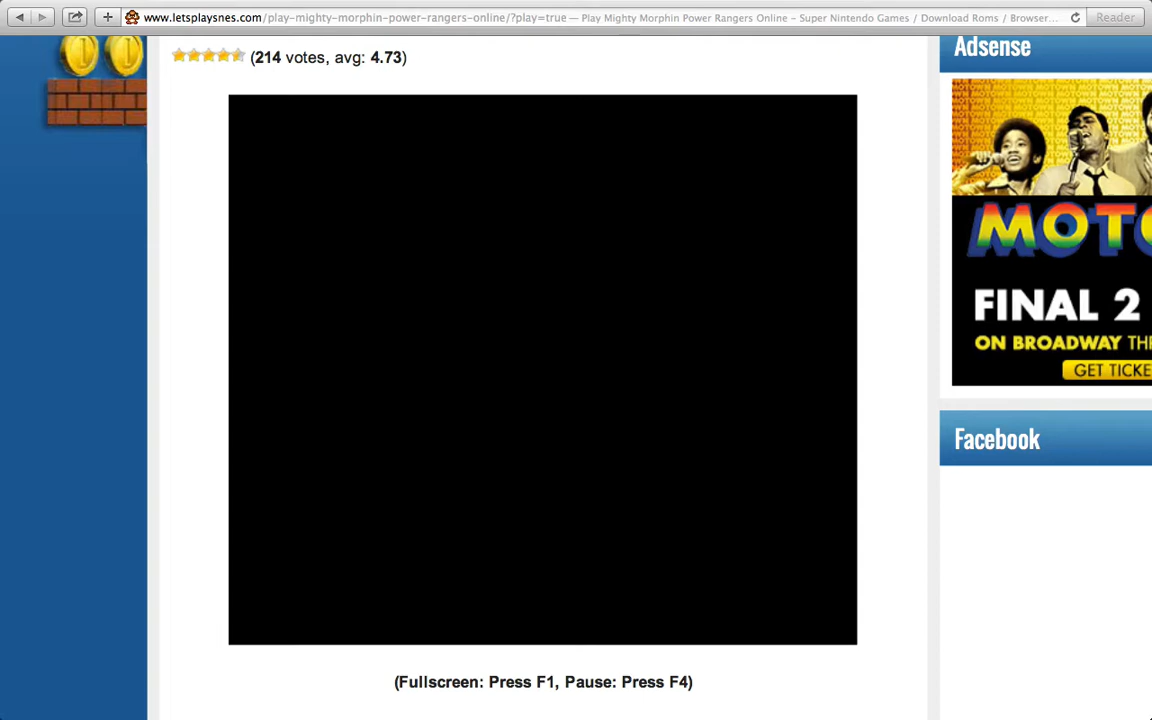 www.letsplaysnes.com/play-mighty-morphin-power-rangers-online/?play=true — Play Mighty Morphin Power Rangers Online – Super Nintendo Games / Download Roms / Browser...
Reader
(214 votes, avg: 4.73)
Adsense
MOTO
FINAL 2
ON BROADWAY THR
GET TICKE
Facebook
(Fullscreen: Press F1, Pause: Press F4)